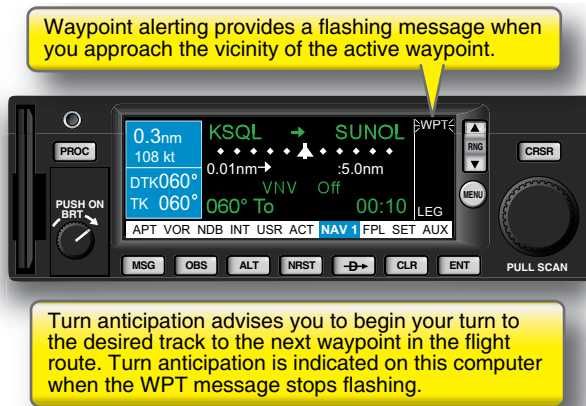 Waypoint alerting provides a flashing message when
you approach the vicinity of the active waypoint.
PROC
PUSH ON
BRT
0.3nm
108 kt
DTK060°
TK 060°
KSQL → SUNOL
0.01nm→ :5.0nm
VNV Off
060° To 00:10
WPT
LEG
APT VOR NDB INT USR ACT NAV 1 FPL SET AUX
RNG
MENU
CRSR
PULL SCAN
MSG OBS ALT NRST D CLR ENT
Turn anticipation advises you to begin your turn to
the desired track to the next waypoint in the flight
route. Turn anticipation is indicated on this computer
when the WPT message stops flashing.